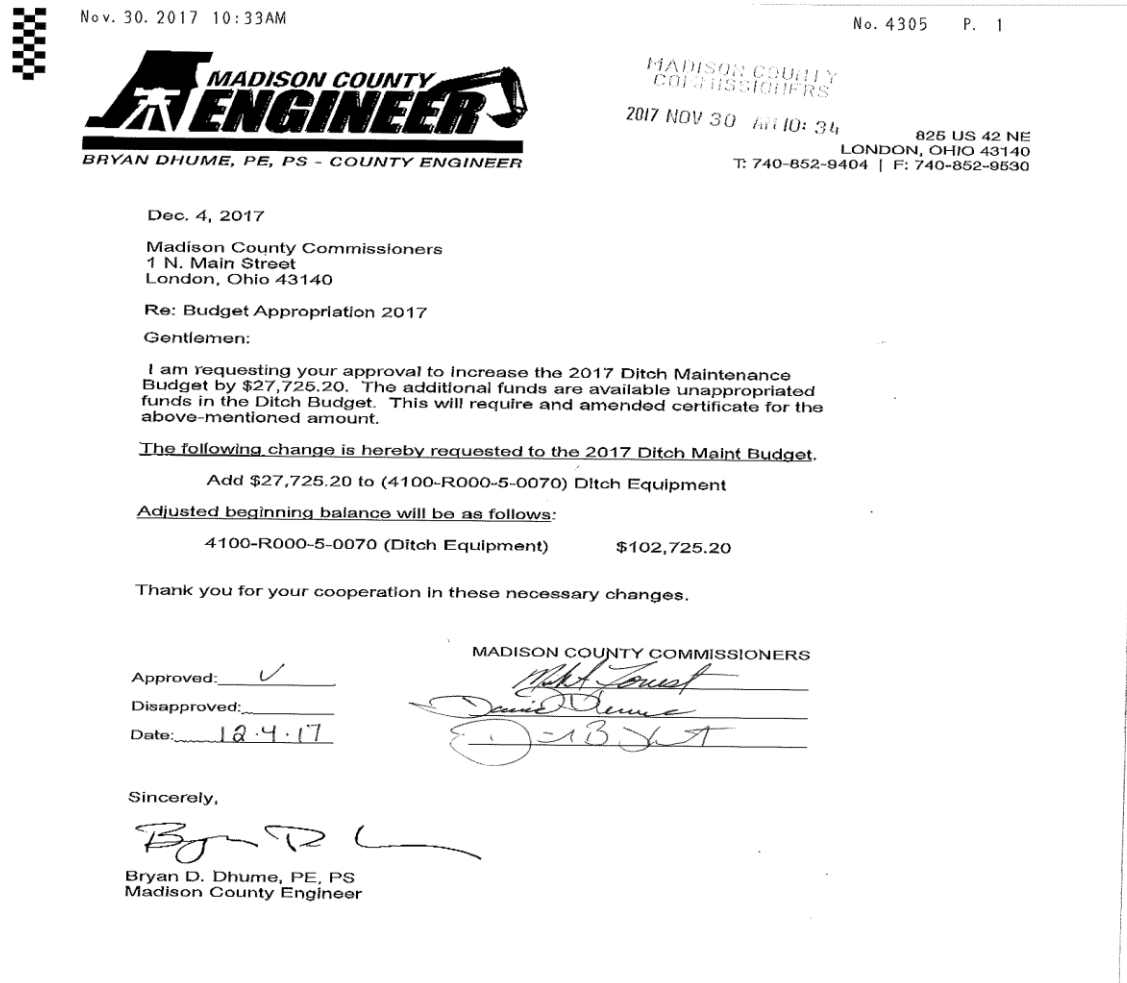 Nov. 30. 2017 10:33AM
No. 4305 P. 1
MADISON COUNTY
ENGINEER
BRYAN DHUME, PE, PS - COUNTY ENGINEER
MADISON COUNTY
COMMISSIONERS
2017 NOV 30 AM 10: 34
825 US 42 NE
LONDON, OHIO 43140
T: 740-852-9404 | F: 740-852-9530
Dec. 4, 2017
Madison County Commissioners
1 N. Main Street
London, Ohio 43140
Re: Budget Appropriation 2017
Gentlemen:
I am requesting your approval to increase the 2017 Ditch Maintenance
Budget by $27,725.20. The additional funds are available unappropriated
funds in the Ditch Budget. This will require and amended certificate for the
above-mentioned amount.
The following change is hereby requested to the 2017 Ditch Maint Budget.
Add $27,725.20 to (4100-R000-5-0070) Ditch Equipment
Adjusted beginning balance will be as follows:
4100-R000-5-0070 (Ditch Equipment) $102,725.20
Thank you for your cooperation in these necessary changes.
MADISON COUNTY COMMISSIONERS
Approved: ✓
Disapproved:
Date: 12.4.17
Sincerely,
Bryan D. Dhume, PE, PS
Madison County Engineer